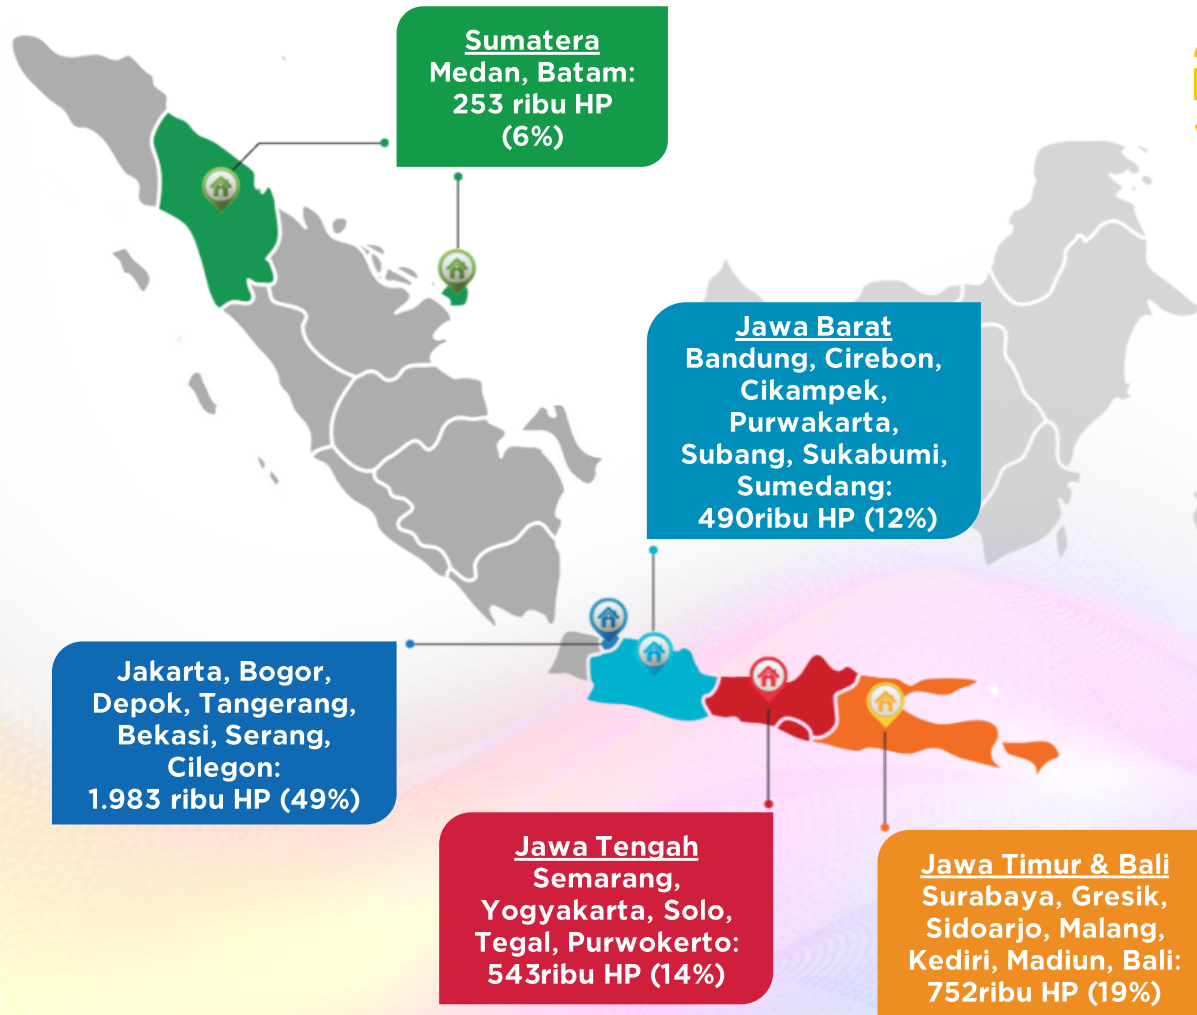 Sumatera
Medan, Batam:
253 ribu HP
(6%)
Jawa Barat
Bandung, Cirebon,
Cikampek,
Purwakarta,
Subang, Sukabumi,
Sumedang:
490ribu HP (12%)
Jakarta, Bogor,
Depok, Tangerang,
Bekasi, Serang,
Cilegon:
1.983 ribu HP (49%)
Jawa Tengah
Semarang,
Yogyakarta, Solo,
Tegal, Purwokerto:
543ribu HP (14%)
Jawa Timur & Bali
Surabaya, Gresik,
Sidoarjo, Malang,
Kediri, Madiun, Bali:
752ribu HP (19%)